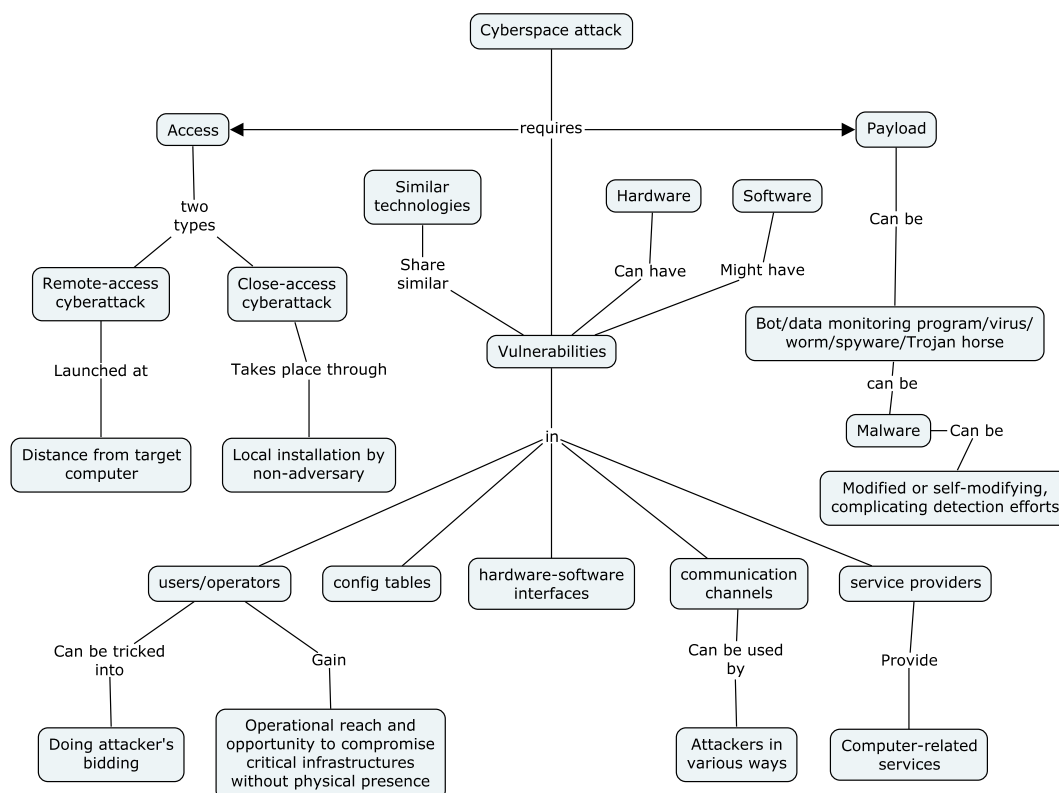 Cyberspace attack
requires
Access
Payload
two
types
Similar
technologies
Hardware
Software
Can be
Share
similar
Can have
Might have
Remote-access
cyberattack
Close-access
cyberattack
Bot/data monitoring program/virus/
worm/spyware/Trojan horse
Vulnerabilities
Launched at
Takes place through
can be
Malware
Can be
in
Distance from target
computer
Local installation by
non-adversary
Modified or self-modifying,
complicating detection efforts
users/operators
config tables
hardware-software
interfaces
communication
channels
service providers
Can be tricked
into
Gain
Can be used
by
Provide
Doing attacker's
bidding
Operational reach and
opportunity to compromise
critical infrastructures
without physical presence
Attackers in
various ways
Computer-related
services